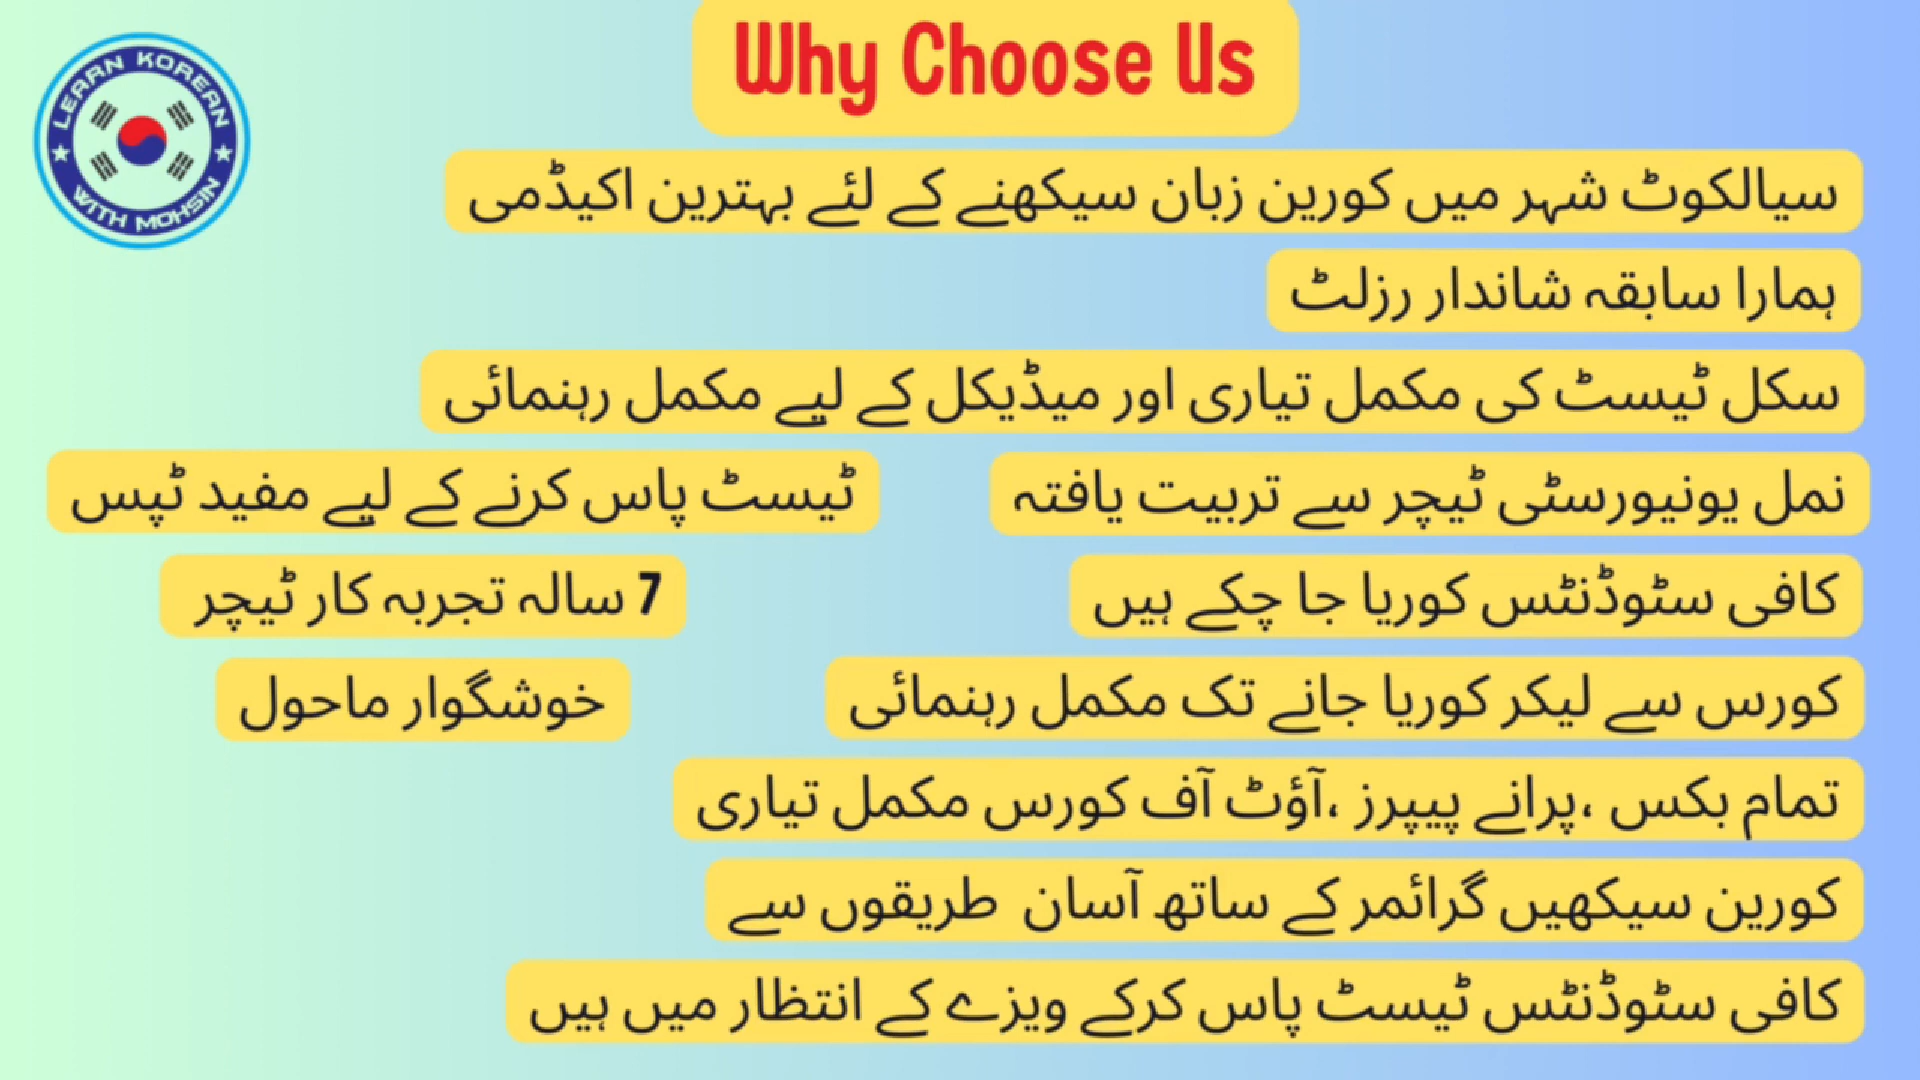 Why Choose Us
LEARN KOREAN
WITH MOHSIN
سیالکوٹ شہر میں کورین زبان سیکھنے کے لئے بہترین اکیڈمی
ہمارا سابقہ شاندار رزلٹ
سکل ٹیسٹ کی مکمل تیاری اور میڈیکل کے لیے مکمل رہنمائی
نمل یونیورسٹی ٹیچر سے تربیت یافتہ
ٹیسٹ پاس کرنے کے لیے مفید ٹپس
کافی سٹوڈنٹس کوریا جا چکے ہیں
7 سالہ تجربہ کار ٹیچر
کورس سے لیکر کوریا جانے تک مکمل رہنمائی
خوشگوار ماحول
تمام بکس ،پرانے پیپرز ،آؤٹ آف کورس مکمل تیاری
کورین سیکھیں گرائمر کے ساتھ آسان طریقوں سے
کافی سٹوڈنٹس ٹیسٹ پاس کرکے ویزے کے انتظار میں ہیں